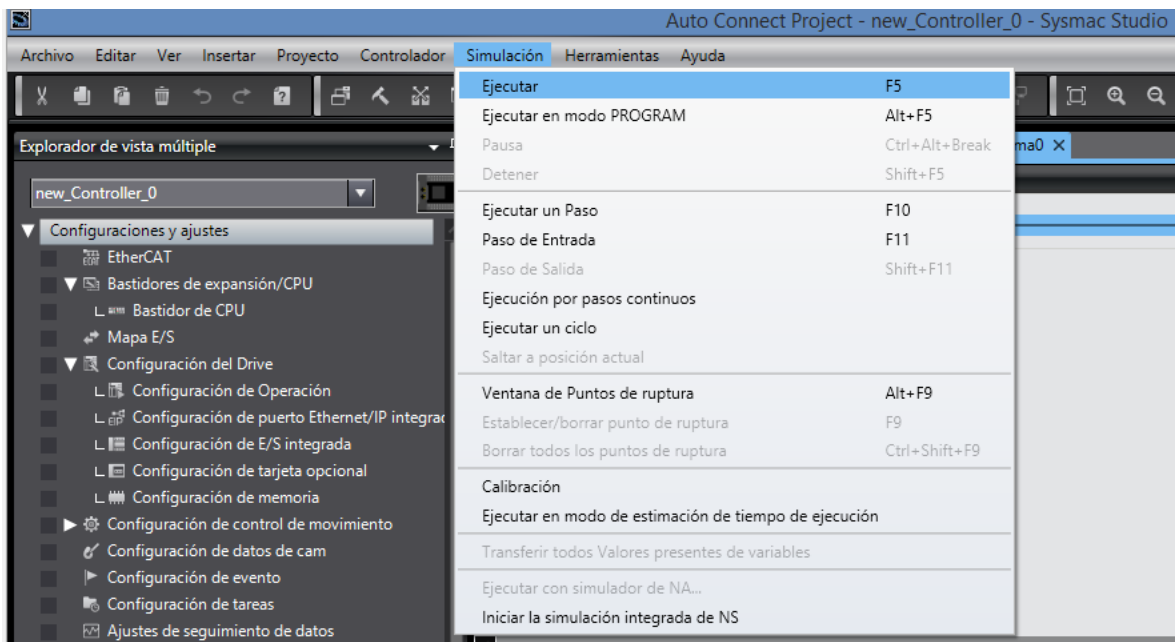 Auto Connect Project - new_Controller_0 - Sysmac Studio
Archivo Editar Ver Insertar Proyecto Controlador Simulación Herramientas Ayuda
Explorador de vista múltiple
new_Controller_0
Configuraciones y ajustes
EtherCAT
Bastidores de expansión/CPU
Bastidor de CPU
Mapa E/S
Configuración del Drive
Configuración de Operación
Configuración de puerto Ethernet/IP integrad
Configuración de E/S integrada
Configuración de tarjeta opcional
Configuración de memoria
Configuración de control de movimiento
Configuración de datos de cam
Configuración de evento
Configuración de tareas
Ajustes de seguimiento de datos
Ejecutar F5
Ejecutar en modo PROGRAM Alt+F5
Pausa Ctrl+Alt+Break
Detener Shift+F5
Ejecutar un Paso F10
Paso de Entrada F11
Paso de Salida Shift+F11
Ejecución por pasos continuos
Ejecutar un ciclo
Saltar a posición actual
Ventana de Puntos de ruptura Alt+F9
Establecer/borrar punto de ruptura F9
Borrar todos los puntos de ruptura Ctrl+Shift+F9
Calibración
Ejecutar en modo de estimación de tiempo de ejecución
Transferir todos Valores presentes de variables
Ejecutar con simulador de NA...
Iniciar la simulación integrada de NS
ma0